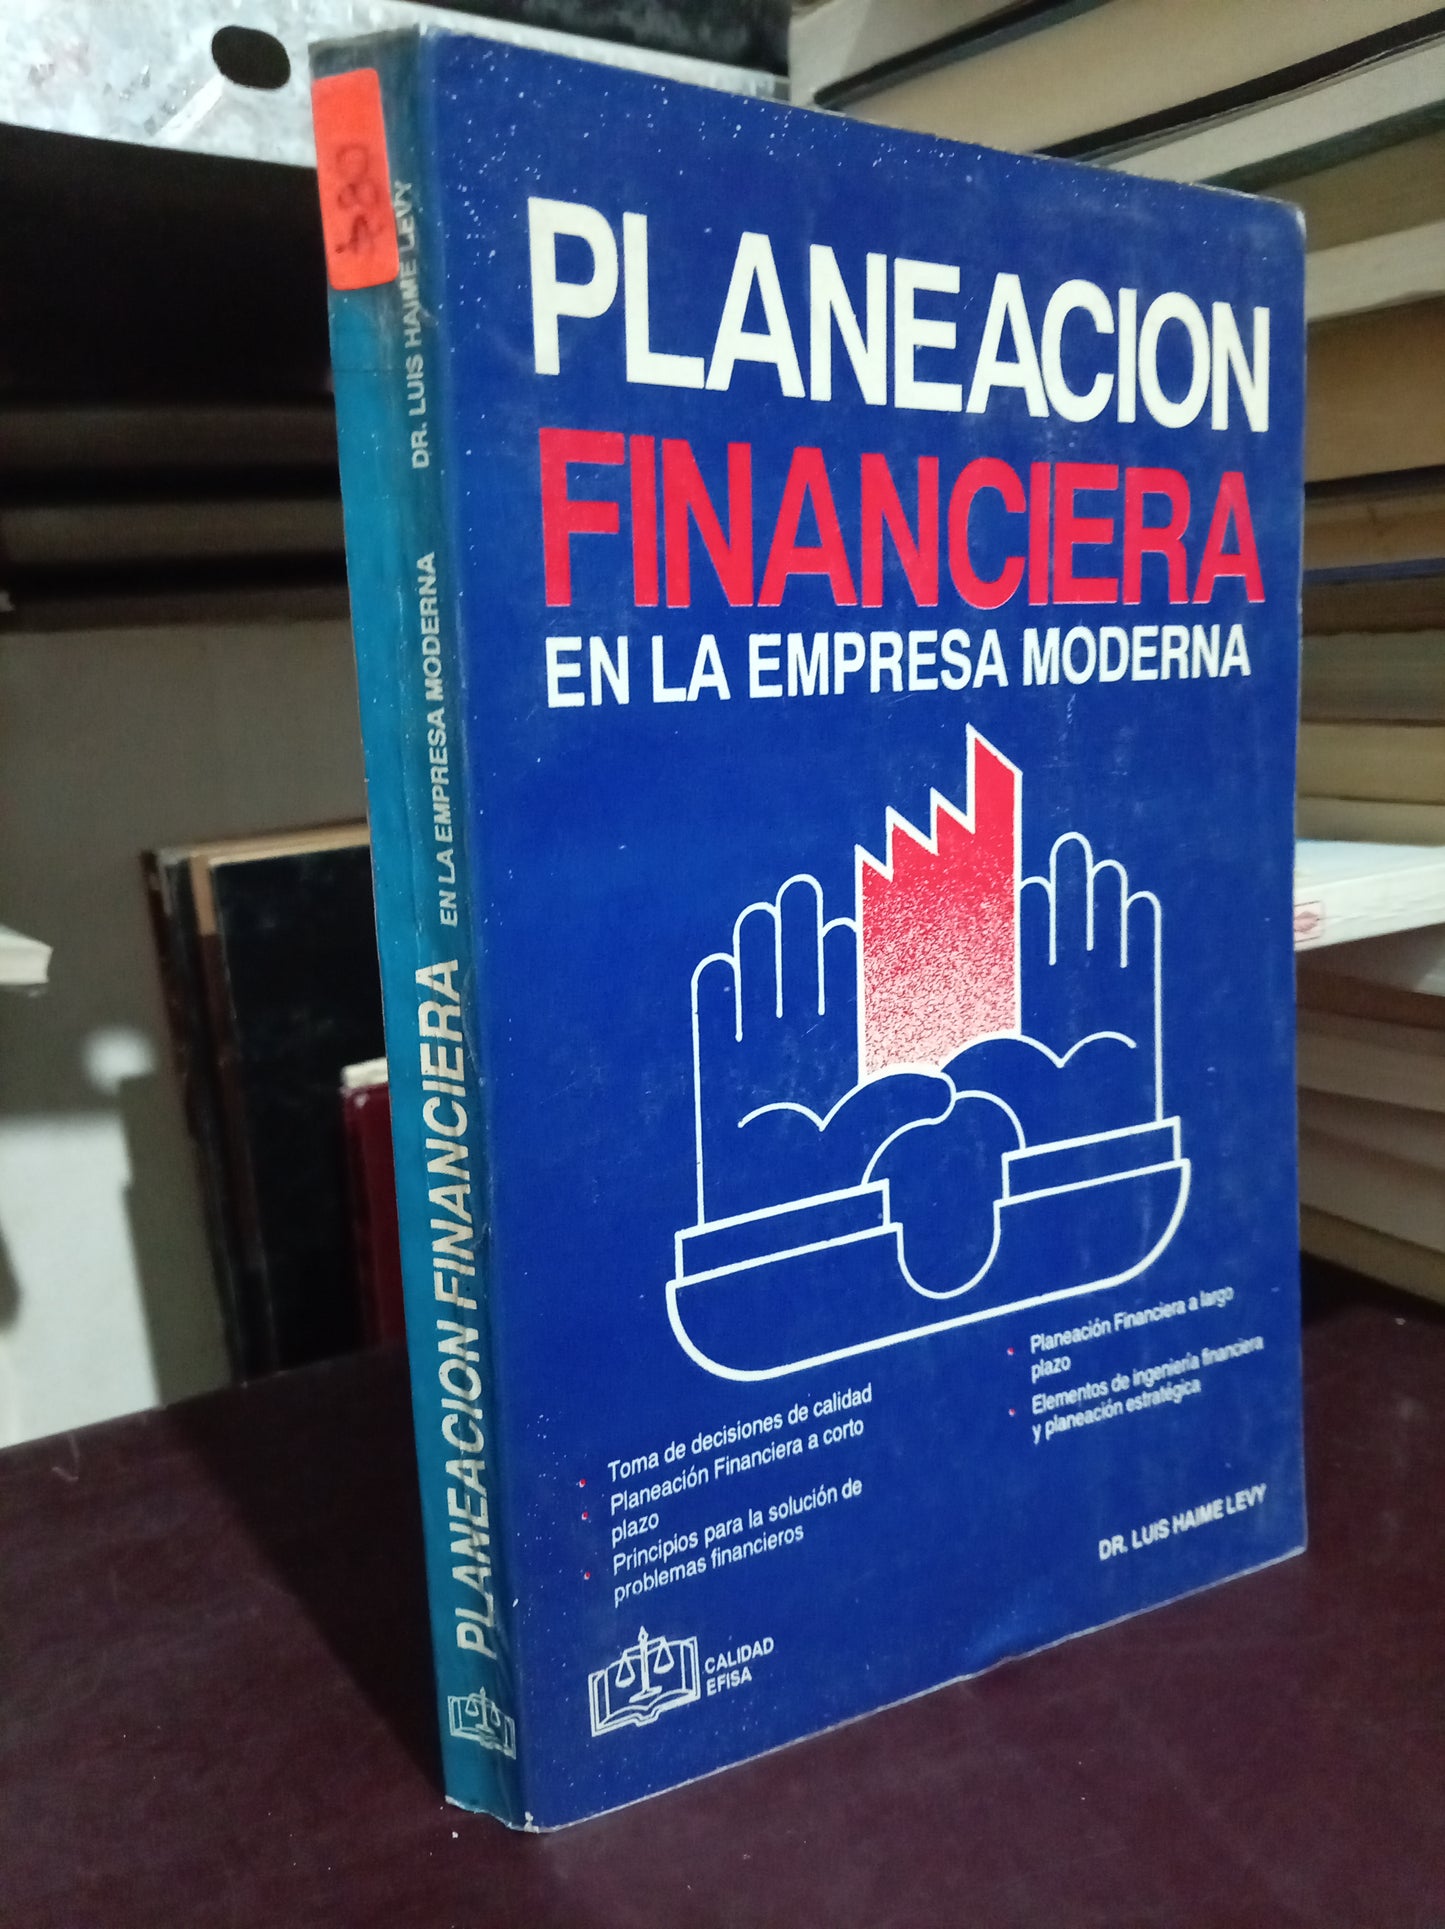 $80
PLANEACION FINANCIERA EN LA EMPRESA MODERNA DR. LUIS HAIME LEVY
PLANEACION
FINANCIERA
EN LA EMPRESA MODERNA
• Toma de decisiones de calidad
• Planeación Financiera a corto
plazo
• Principios para la solución de
problemas financieros
• Planeación Financiera a largo
plazo
• Elementos de ingeniería financiera
y planeación estratégica
DR. LUIS HAIME LEVY
CALIDAD
EFISA